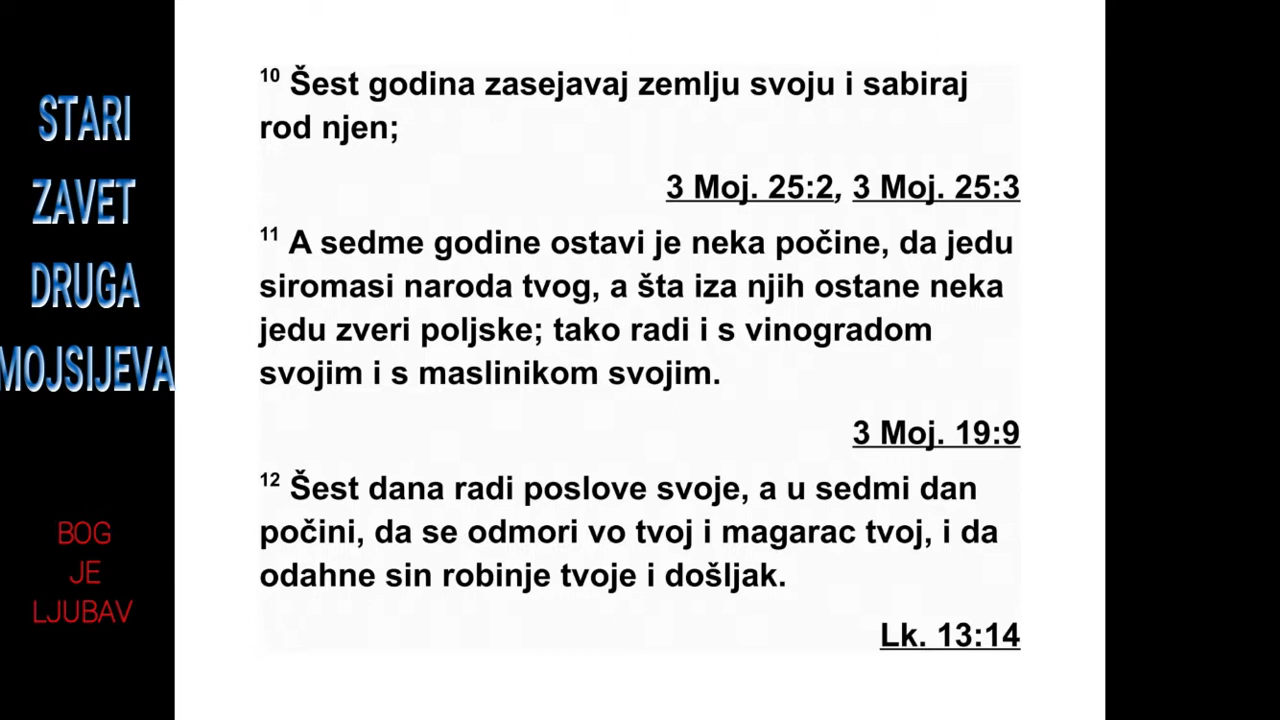 STARI
ZAVET
DRUGA
MOJSIJEVA
BOG
JE
LJUBAV
10 Šest godina zasejavaj zemlju svoju i sabiraj
rod njen;
3 Moj. 25:2, 3 Moj. 25:3
11 A sedme godine ostavi je neka počine, da jedu
siromasi naroda tvog, a šta iza njih ostane neka
jedu zveri poljske; tako radi i s vinogradom
svojim i s maslinikom svojim.
3 Moj. 19:9
12 Šest dana radi poslove svoje, a u sedmi dan
počini, da se odmori vo tvoj i magarac tvoj, i da
odahne sin robinje tvoje i došljak.
Lk. 13:14